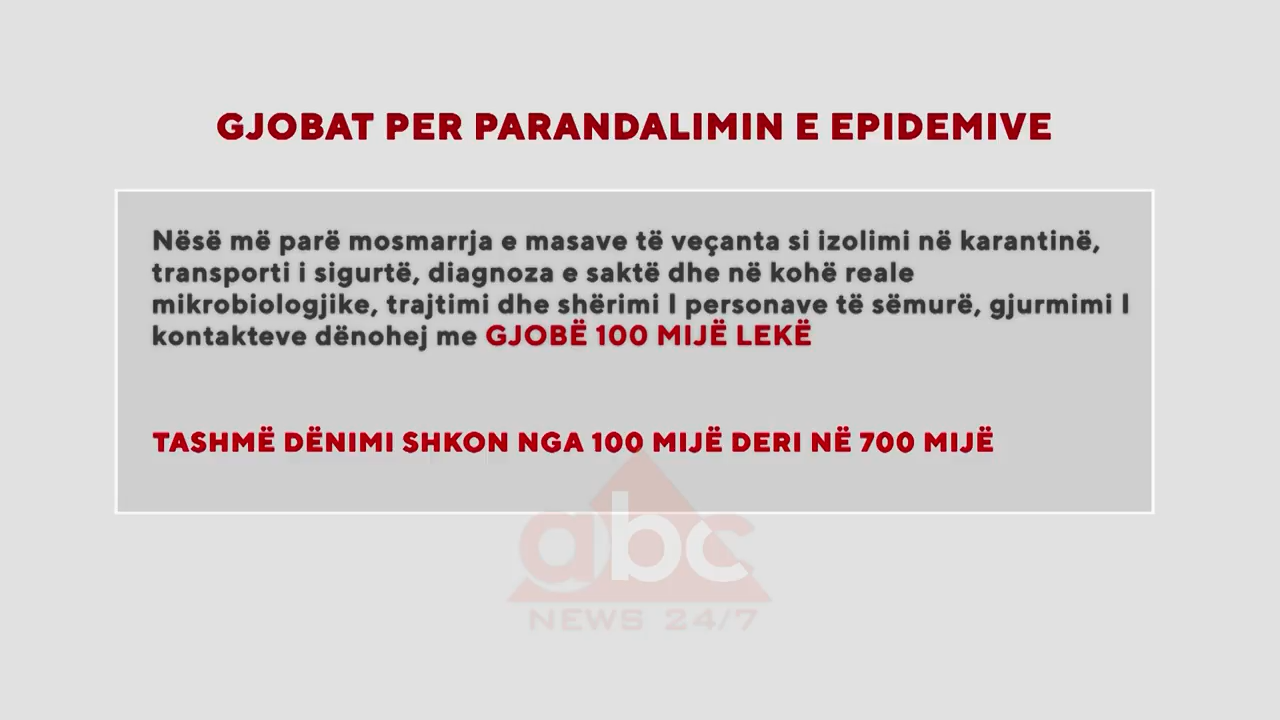 GJOBAT PER PARANDALIMIN E EPIDEMIVE
Nësë më parë mosmarrja e masave të veçanta si izolimi në karantinë,
transporti i sigurtë, diagnoza e saktë dhe në kohë reale
mikrobiologjike, trajtimi dhe shërimi I personave të sëmurë, gjurmimi I
kontakteve dënohej me GJOBË 100 MIJË LEKË
TASHMË DËNIMI SHKON NGA 100 MIJË DERI NË 700 MIJË
abc
NEWS 24/7